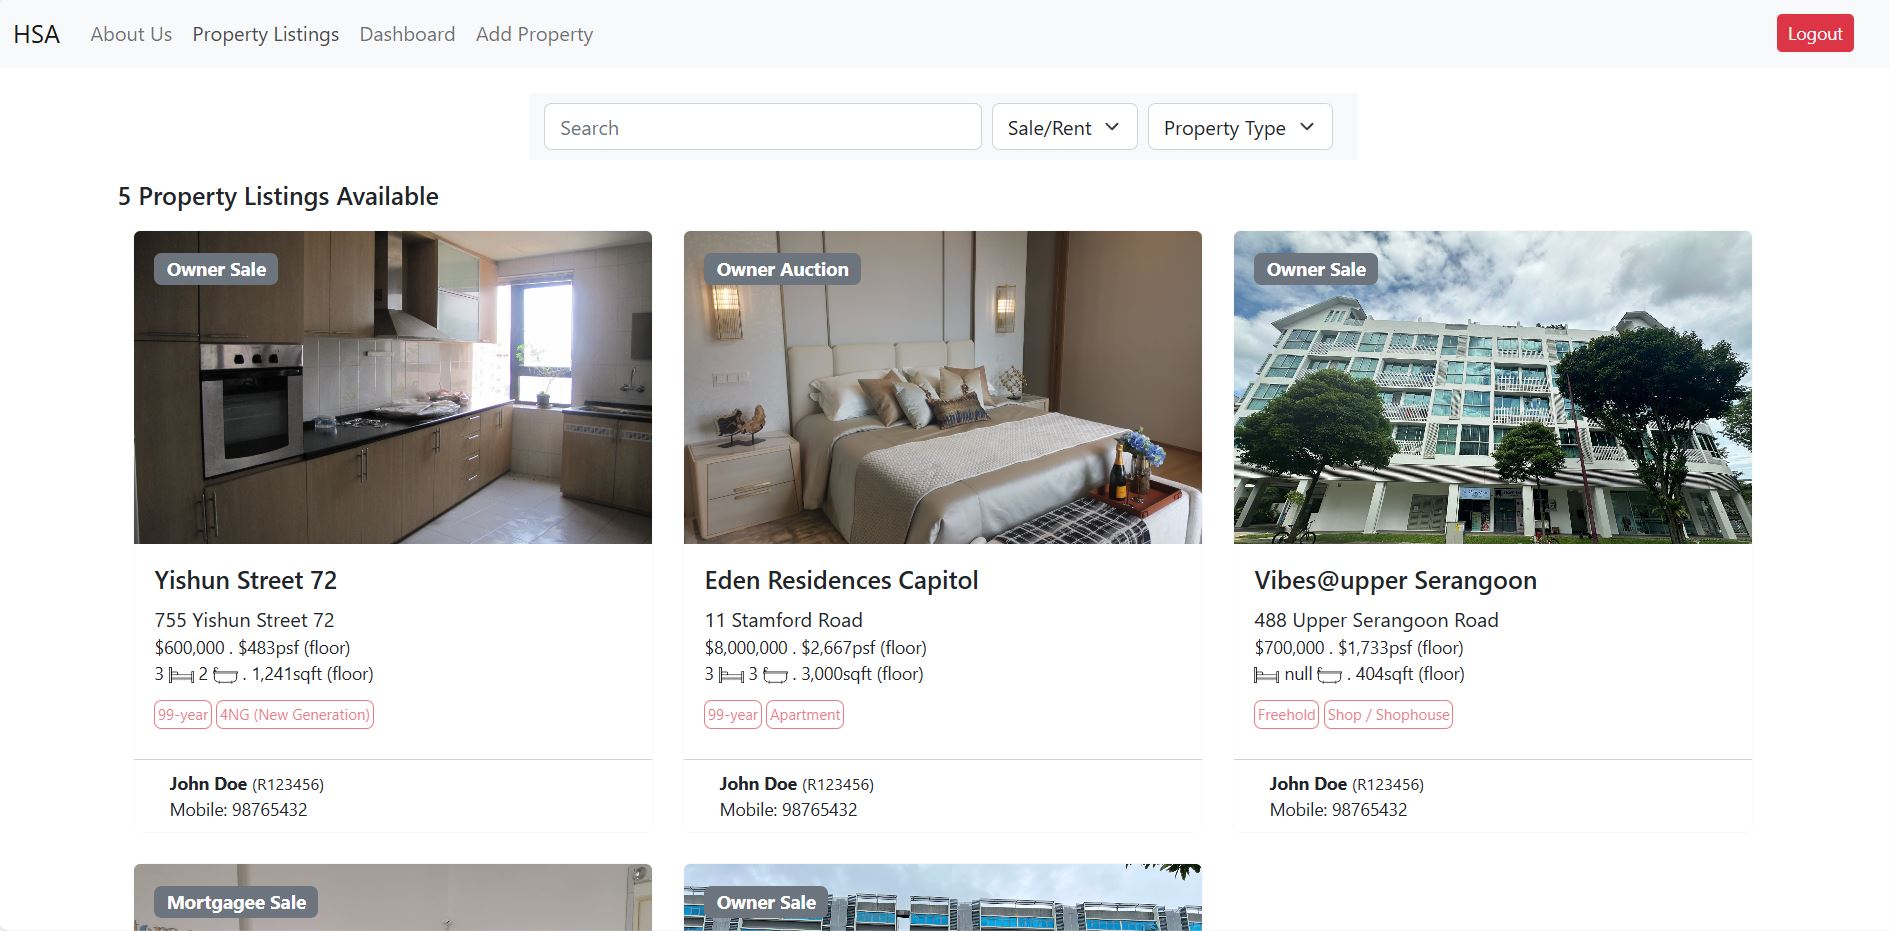 HSA About Us Property Listings Dashboard Add Property Logout
Search Sale/Rent Property Type
5 Property Listings Available
Owner Sale
Yishun Street 72
755 Yishun Street 72
$600,000 . $483psf (floor)
3 2 . 1,241sqft (floor)
99-year 4NG (New Generation)
John Doe (R123456)
Mobile: 98765432
Owner Auction
Eden Residences Capitol
11 Stamford Road
$8,000,000 . $2,667psf (floor)
3 3 . 3,000sqft (floor)
99-year Apartment
John Doe (R123456)
Mobile: 98765432
Owner Sale
Vibes@upper Serangoon
488 Upper Serangoon Road
$700,000 . $1,733psf (floor)
null . 404sqft (floor)
Freehold Shop / Shophouse
John Doe (R123456)
Mobile: 98765432
Mortgagee Sale
Owner Sale